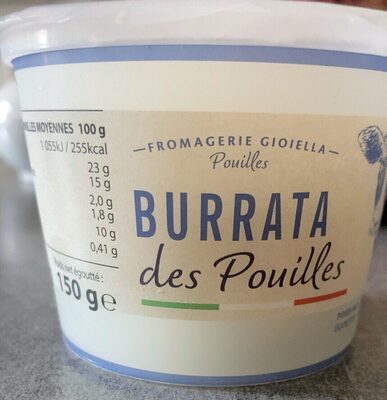 NELLES MOYENNES 100 g
1 055kJ / 255kcal
23 g
15 g
2,0 g
1,8 g
10 g
0,41 g
Poids net égoutté :
150 g e
FROMAGERIE GIOIELLA
Pouilles
BURRATA
des Pouilles